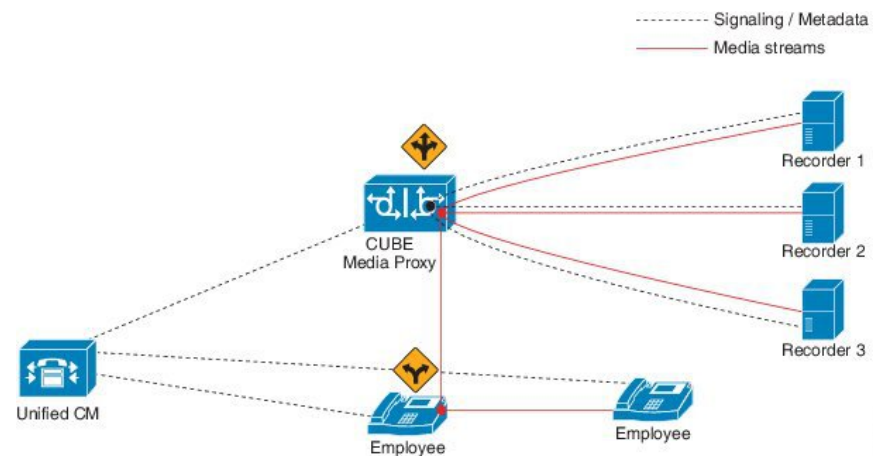 Signaling / Metadata
Media streams
Recorder 1
CUBE
Media Proxy
Recorder 2
Recorder 3
Unified CM
Employee
Employee